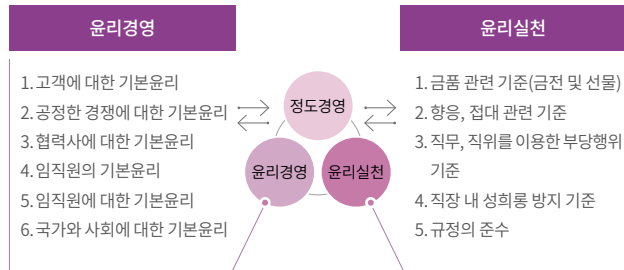 윤리경영
1. 고객에 대한 기본윤리
2. 공정한 경쟁에 대한 기본윤리
3. 협력사에 대한 기본윤리
4. 임직원의 기본윤리
5. 임직원에 대한 기본윤리
6. 국가와 사회에 대한 기본윤리
정도경영
윤리경영
윤리실천
윤리실천
1. 금품 관련 기준(금전 및 선물)
2. 향응, 접대 관련 기준
3. 직무, 직위를 이용한 부당행위
기준
4. 직장 내 성희롱 방지 기준
5. 규정의 준수